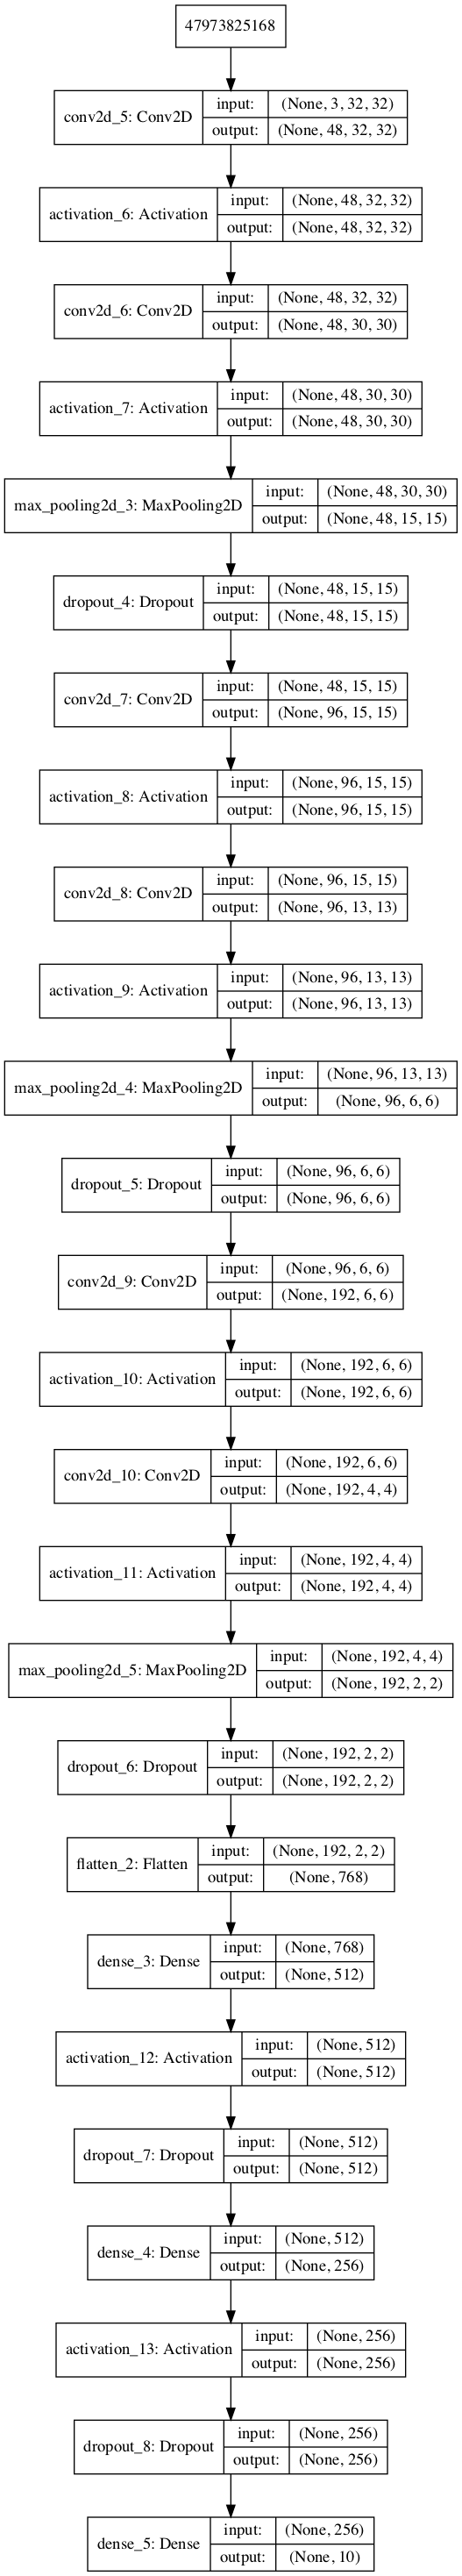 47973825168
conv2d_5: Conv2D
input: (None, 3, 32, 32)
output: (None, 48, 32, 32)
activation_6: Activation
input: (None, 48, 32, 32)
output: (None, 48, 32, 32)
conv2d_6: Conv2D
input: (None, 48, 32, 32)
output: (None, 48, 30, 30)
activation_7: Activation
input: (None, 48, 30, 30)
output: (None, 48, 30, 30)
max_pooling2d_3: MaxPooling2D
input: (None, 48, 30, 30)
output: (None, 48, 15, 15)
dropout_4: Dropout
input: (None, 48, 15, 15)
output: (None, 48, 15, 15)
conv2d_7: Conv2D
input: (None, 48, 15, 15)
output: (None, 96, 15, 15)
activation_8: Activation
input: (None, 96, 15, 15)
output: (None, 96, 15, 15)
conv2d_8: Conv2D
input: (None, 96, 15, 15)
output: (None, 96, 13, 13)
activation_9: Activation
input: (None, 96, 13, 13)
output: (None, 96, 13, 13)
max_pooling2d_4: MaxPooling2D
input: (None, 96, 13, 13)
output: (None, 96, 6, 6)
dropout_5: Dropout
input: (None, 96, 6, 6)
output: (None, 96, 6, 6)
conv2d_9: Conv2D
input: (None, 96, 6, 6)
output: (None, 192, 6, 6)
activation_10: Activation
input: (None, 192, 6, 6)
output: (None, 192, 6, 6)
conv2d_10: Conv2D
input: (None, 192, 6, 6)
output: (None, 192, 4, 4)
activation_11: Activation
input: (None, 192, 4, 4)
output: (None, 192, 4, 4)
max_pooling2d_5: MaxPooling2D
input: (None, 192, 4, 4)
output: (None, 192, 2, 2)
dropout_6: Dropout
input: (None, 192, 2, 2)
output: (None, 192, 2, 2)
flatten_2: Flatten
input: (None, 192, 2, 2)
output: (None, 768)
dense_3: Dense
input: (None, 768)
output: (None, 512)
activation_12: Activation
input: (None, 512)
output: (None, 512)
dropout_7: Dropout
input: (None, 512)
output: (None, 512)
dense_4: Dense
input: (None, 512)
output: (None, 256)
activation_13: Activation
input: (None, 256)
output: (None, 256)
dropout_8: Dropout
input: (None, 256)
output: (None, 256)
dense_5: Dense
input: (None, 256)
output: (None, 10)